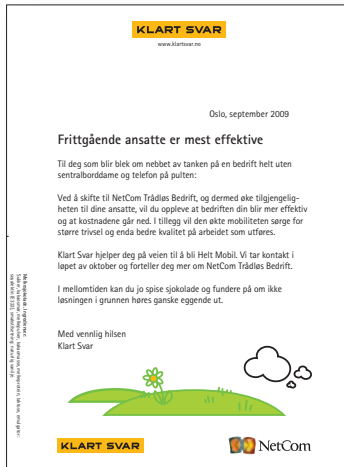 KLART SVAR
www.klartsvar.no
Oslo, september 2009
Frittgående ansatte er mest effektive
Til deg som blir blek om nebbet av tanken på en bedrift helt uten
sentralborddame og telefon på pulten:
Ved å skifte til NetCom Trådløs Bedrift, og dermed øke tilgjengelig-
heten til dine ansatte, vil du oppleve at bedriften din blir mer effektiv
og at kostnadene går ned. I tillegg vil den økte mobiliteten sørge for
større trivsel og enda bedre kvalitet på arbeidet som utføres.
Klart Svar hjelper deg på veien til å bli Helt Mobil. Vi tar kontakt i
løpet av oktober og forteller deg mer om NetCom Trådløs Bedrift.
I mellomtiden kan du jo spise sjokolade og fundere på om ikke
løsningen i grunnen høres ganske eggende ut.
Med vennlig hilsen
Klart Svar
KLART SVAR
NetCom